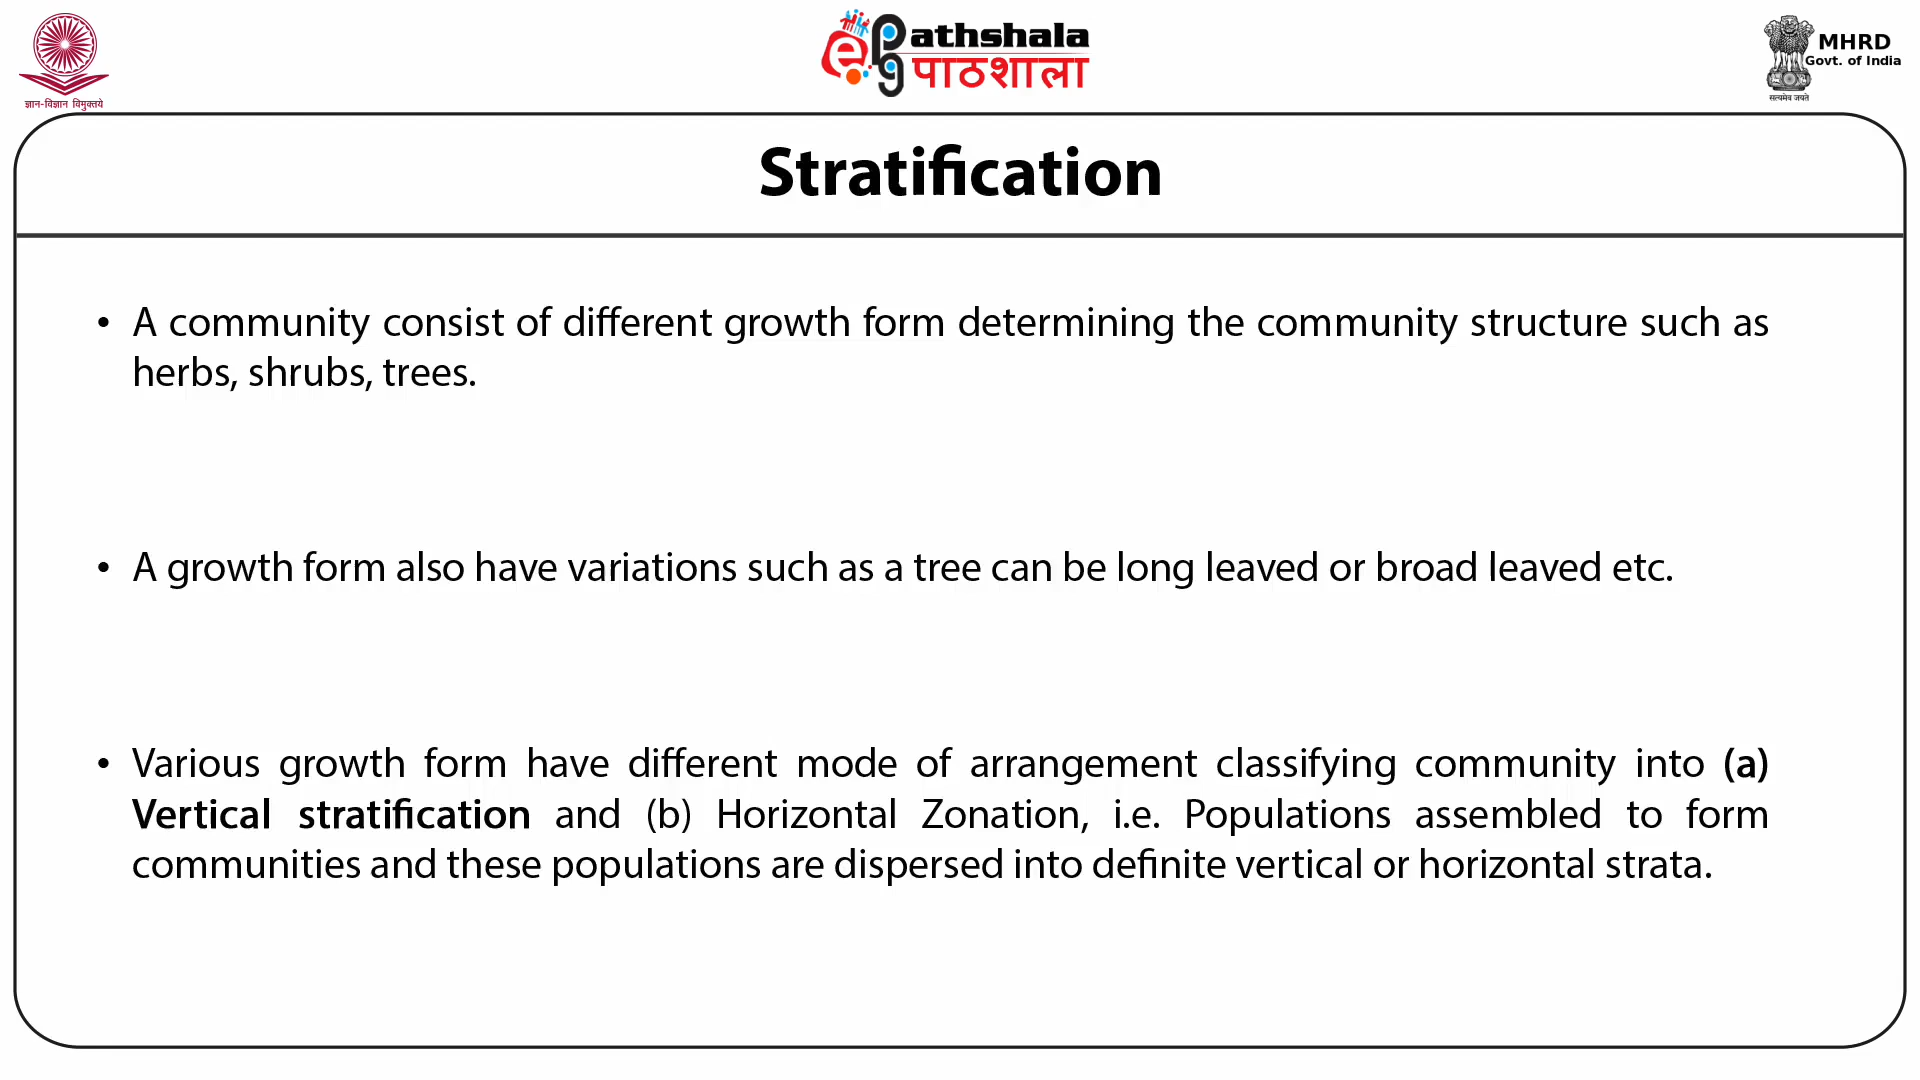 ज्ञान-विज्ञान विमुक्तये
ePathshala
पाठशाला
MHRD
Govt. of India
सत्यमेव जयते
Stratification
• A community consist of different growth form determining the community structure such as
herbs, shrubs, trees.
• A growth form also have variations such as a tree can be long leaved or broad leaved etc.
• Various growth form have different mode of arrangement classifying community into (a)
Vertical stratification and (b) Horizontal Zonation, i.e. Populations assembled to form
communities and these populations are dispersed into definite vertical or horizontal strata.